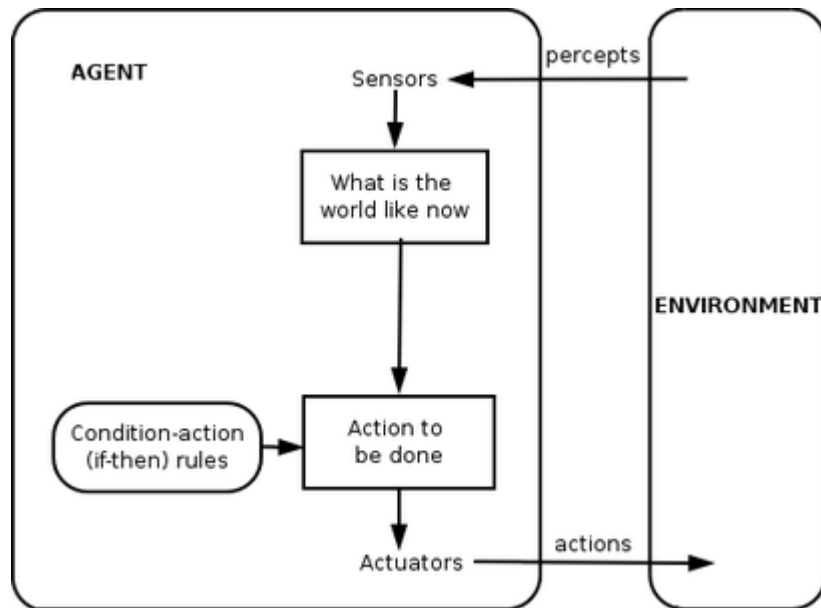 AGENT
percepts
Sensors
What is the
world like now
ENVIRONMENT
Condition-action
(if-then) rules
Action to
be done
Actuators
actions